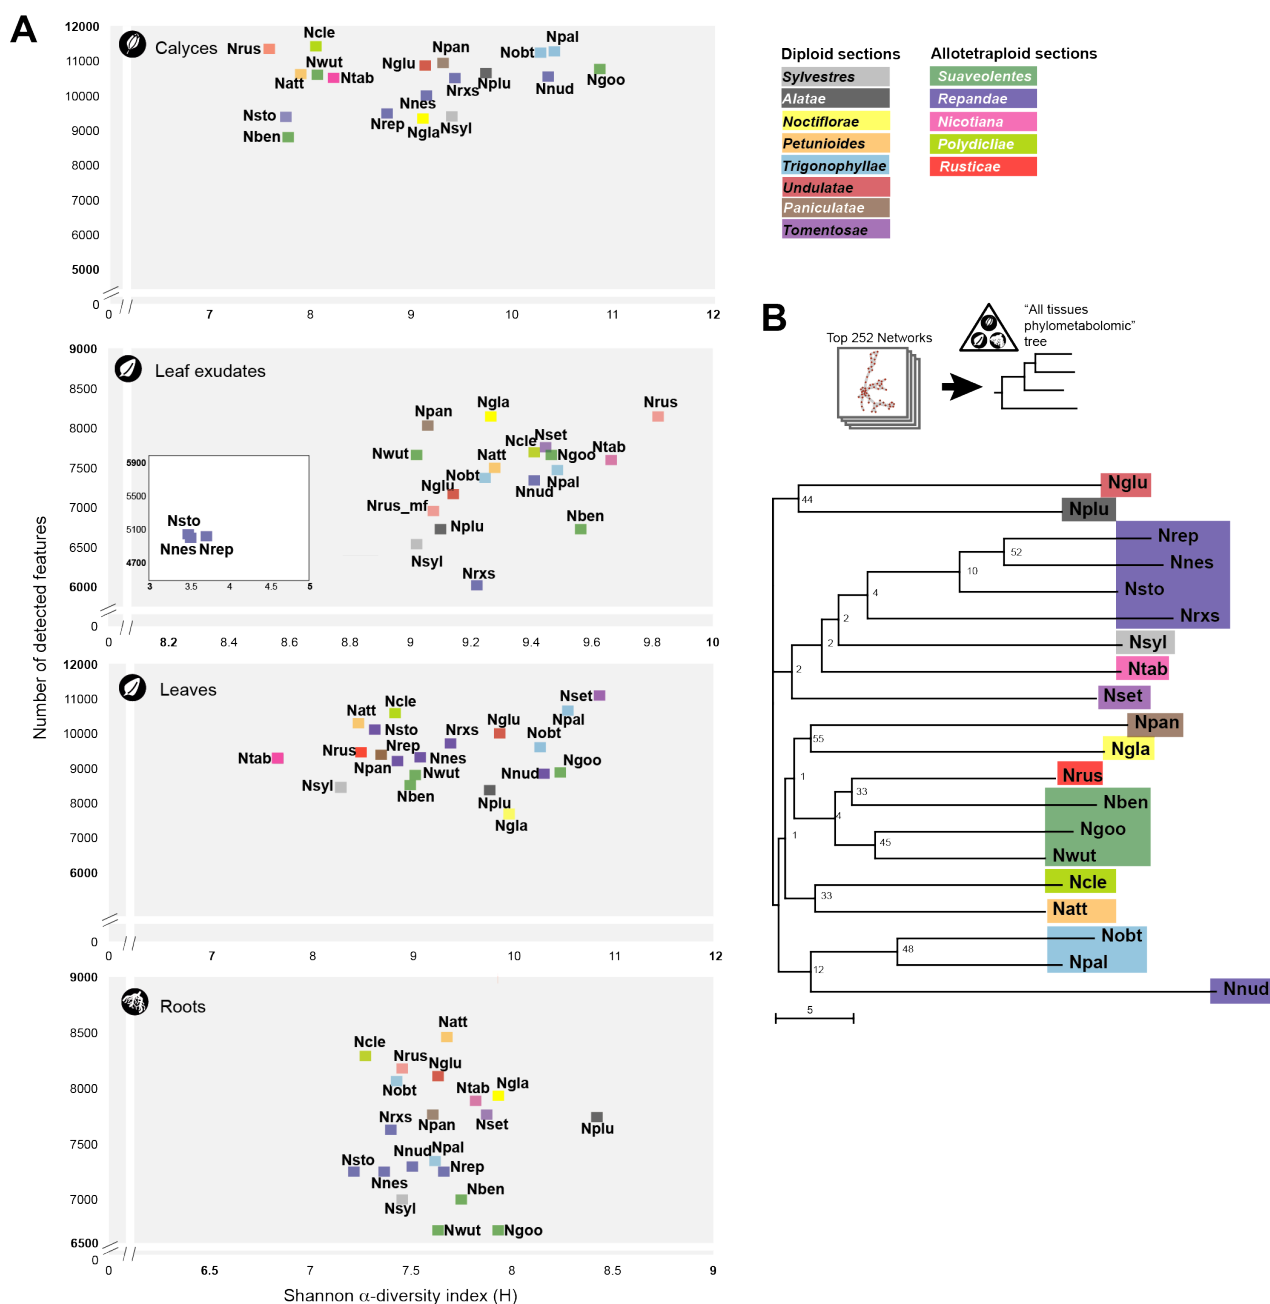 A
Number of detected features
Calyces
12000
11000
10000
9000
8000
7000
6000
5000
0
Nrus
Ncle
Nwut
Natt
Ntab
Nsto
Nben
Nglu
Npan
Nrxs
Nnes
Nrep
Ngla
Nsyl
Nplu
Nobt
Npal
Nnud
Ngoo
0
7
8
9
10
11
12
Leaf exudates
9000
8500
8000
7500
7000
6500
6000
0
Npan
Ngla
Nrus
Nwut
Ncle
Nset
Ngoo
Ntab
Natt
Nobt
Nglu
Nnud
Npal
Nrus_mf
Nplu
Nben
Nsyl
Nrxs
5900
5500
5100
4700
Nsto
Nnes
Nrep
3
3.5
4
4.5
5
0
8.2
8.4
8.6
8.8
9
9.2
9.4
9.6
9.8
10
Leaves
12000
11000
10000
9000
8000
7000
6000
0
Natt
Ncle
Nsto
Nrus
Nrep
Npan
Ntab
Nsyl
Nrxs
Nnes
Nwut
Nben
Nglu
Nset
Npal
Nobt
Nnud
Ngoo
Nplu
Ngla
0
7
8
9
10
11
12
Roots
9000
8500
8000
7500
7000
6500
0
Natt
Ncle
Nrus
Nglu
Nobt
Ntab
Ngla
Nrxs
Npan
Nset
Nplu
Nsto
Nnud
Npal
Nnes
Nrep
Nsyl
Nben
Nwut
Ngoo
0
6.5
7
7.5
8
8.5
9
Shannon α-diversity index (H)
Diploid sections
Sylvestres
Alatae
Noctiflorae
Petunioides
Trigonophyllae
Undulatae
Paniculatae
Tomentosae
Allotetraploid sections
Suaveolentes
Repandae
Nicotiana
Polydicliae
Rusticae
B
Top 252 Networks
“All tissues
phylometabolomic”
tree
Nglu
44
Nplu
Nrep
52
Nnes
10
Nsto
4
Nrxs
2
Nsyl
2
Ntab
2
Nset
Npan
55
Ngla
1
Nrus
33
Nben
4
Ngoo
1
45
Nwut
Ncle
33
Natt
Nobt
48
Npal
12
Nnud
5